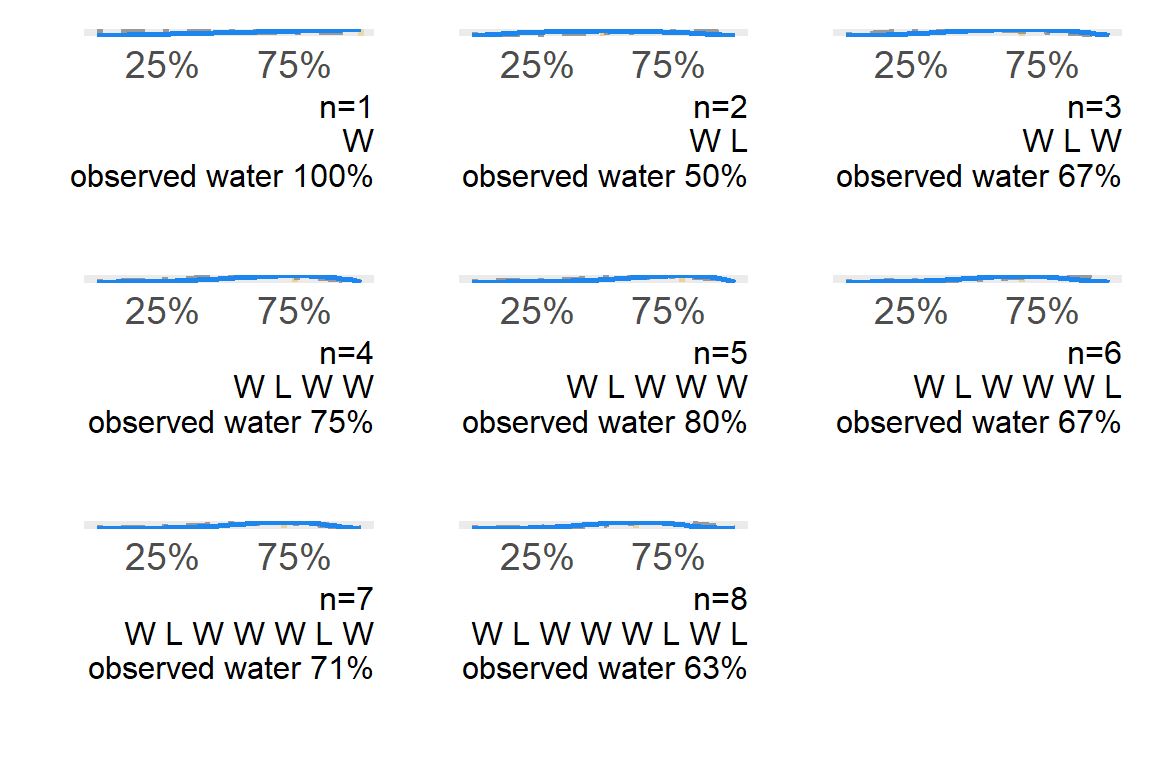 25% 75%
n=1
W
observed water 100%
25% 75%
n=2
W L
observed water 50%
25% 75%
n=3
W L W
observed water 67%
25% 75%
n=4
W L W W
observed water 75%
25% 75%
n=5
W L W W W
observed water 80%
25% 75%
n=6
W L W W W L
observed water 67%
25% 75%
n=7
W L W W W L W
observed water 71%
25% 75%
n=8
W L W W W L W L
observed water 63%